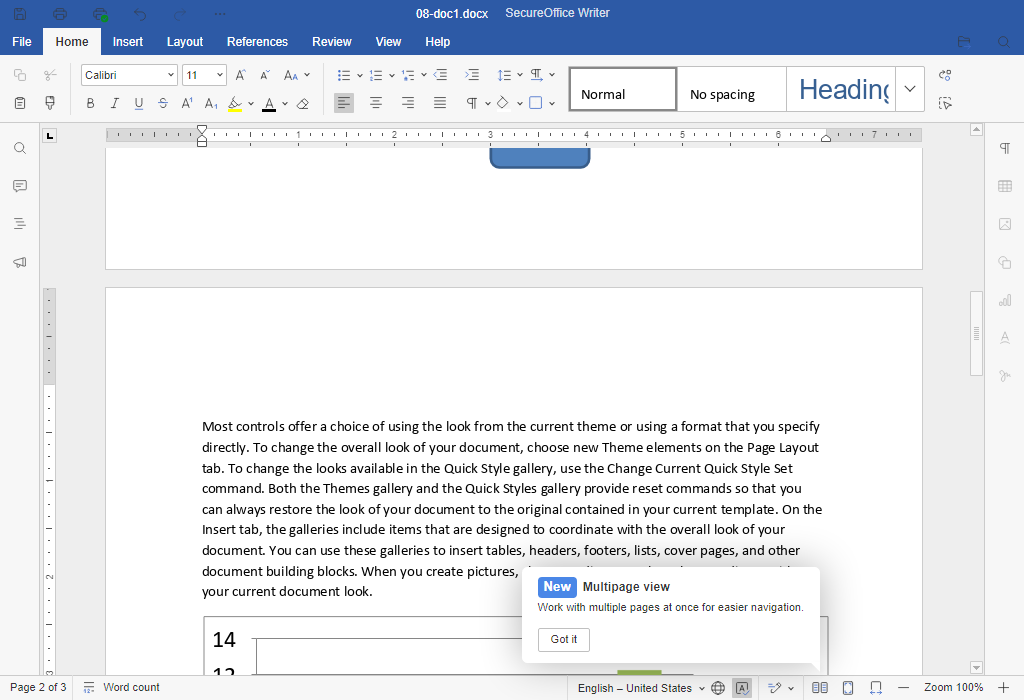 08-doc1.docx SecureOffice Writer
File Home Insert Layout References Review View Help
Calibri 11
Normal No spacing Heading
1 2 3 4 5 6 7
Most controls offer a choice of using the look from the current theme or using a format that you specify
directly. To change the overall look of your document, choose new Theme elements on the Page Layout
tab. To change the looks available in the Quick Style gallery, use the Change Current Quick Style Set
command. Both the Themes gallery and the Quick Styles gallery provide reset commands so that you
can always restore the look of your document to the original contained in your current template. On the
Insert tab, the galleries include items that are designed to coordinate with the overall look of your
document. You can use these galleries to insert tables, headers, footers, lists, cover pages, and other
document building blocks. When you create pictures,
your current document look.
New Multipage view
Work with multiple pages at once for easier navigation.
Got it
14
12
Page 2 of 3 Word count English – United States Zoom 100%